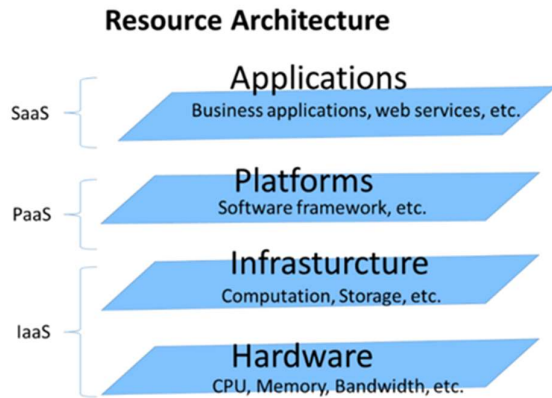 Resource Architecture
Applications
SaaS
Business applications, web services, etc.
Platforms
PaaS
Software framework, etc.
Infrasturcture
Computation, Storage, etc.
IaaS
Hardware
CPU, Memory, Bandwidth, etc.